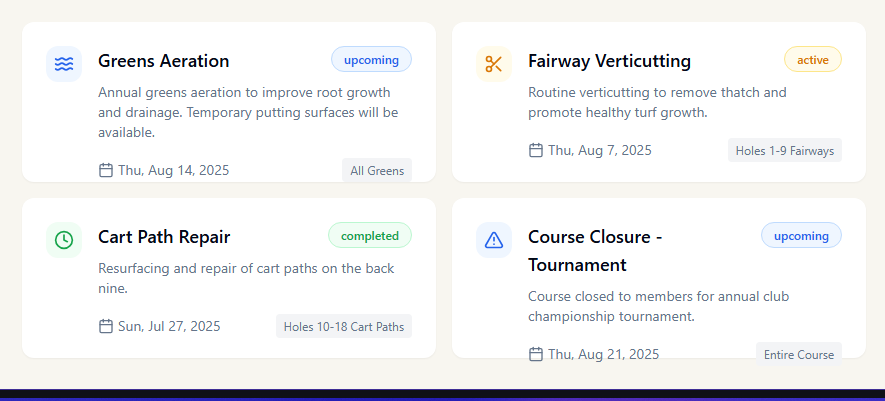 Greens Aeration
upcoming
Annual greens aeration to improve root growth
and drainage. Temporary putting surfaces will be
available.
Thu, Aug 14, 2025
All Greens
Fairway Verticutting
active
Routine verticutting to remove thatch and
promote healthy turf growth.
Thu, Aug 7, 2025
Holes 1-9 Fairways
Cart Path Repair
completed
Resurfacing and repair of cart paths on the back
nine.
Sun, Jul 27, 2025
Holes 10-18 Cart Paths
Course Closure -
Tournament
upcoming
Course closed to members for annual club
championship tournament.
Thu, Aug 21, 2025
Entire Course